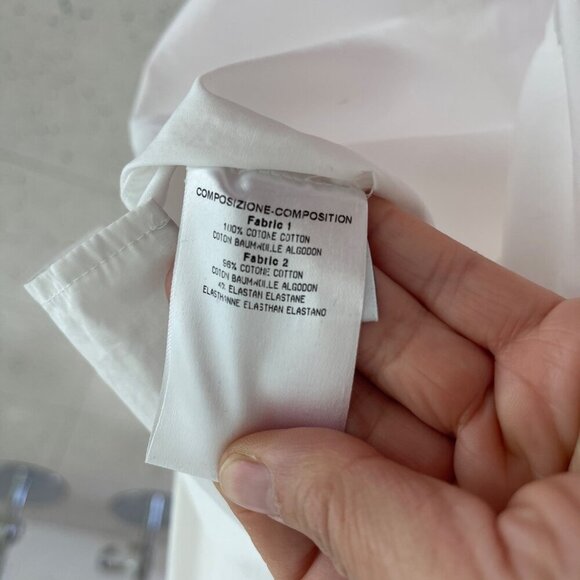 COMPOSIZIONE-COMPOSITION
Fabric 1
100% COTONE COTTON
COTON BAUMWOLLE ALGODON
Fabric 2
96% COTONE COTTON
COTON BAUMWOLLE ALGODON
4% ELASTAN ELASTANE
ELASTHANNE ELASTHAN ELASTANO